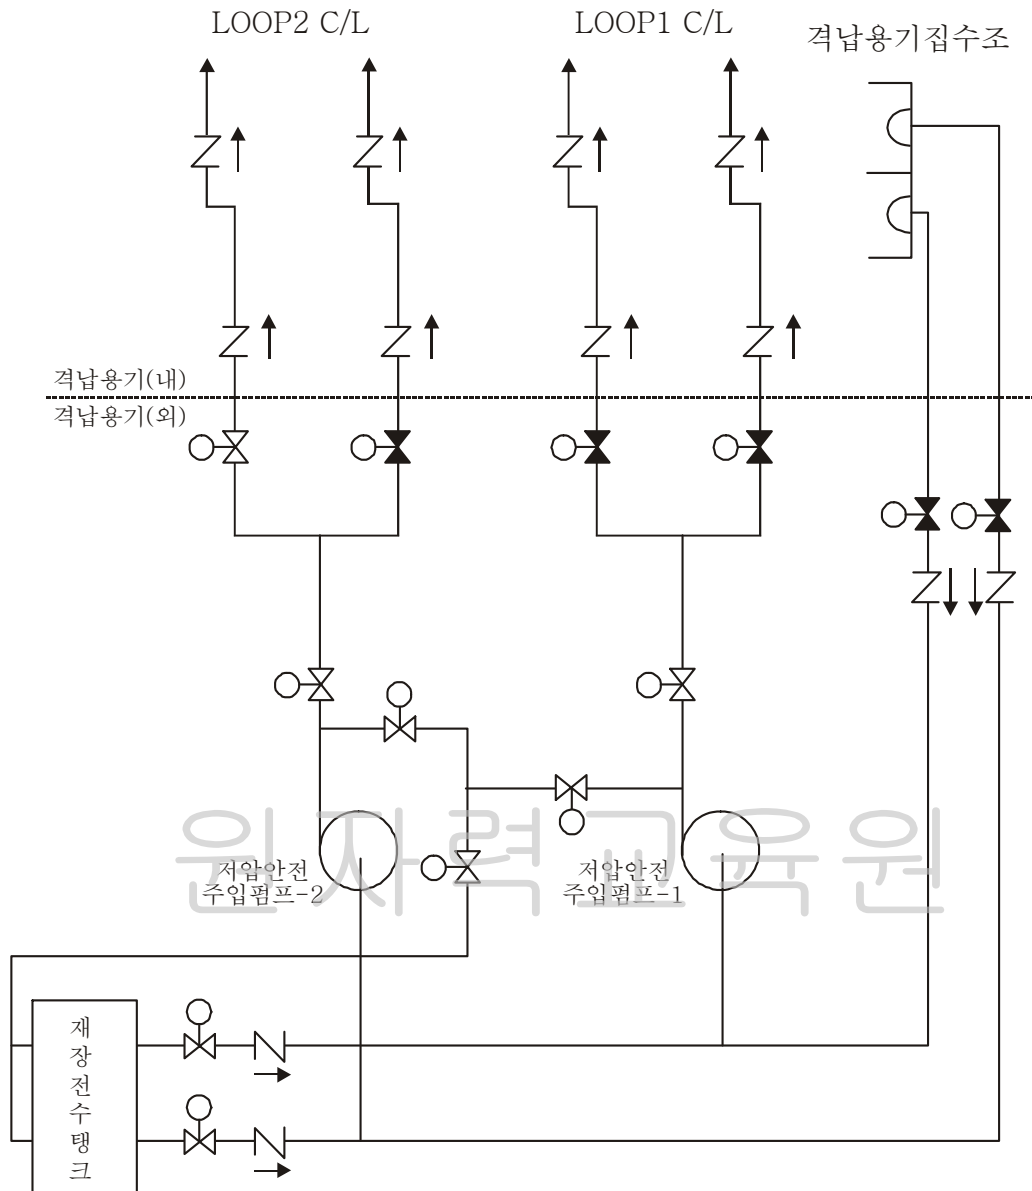 LOOP2 C/L
LOOP1 C/L
격납용기집수조
격납용기(내)
격납용기(외)
원자력교육원
저압안전
주입펌프-2
저압안전
주입펌프-1
재장전수탱크